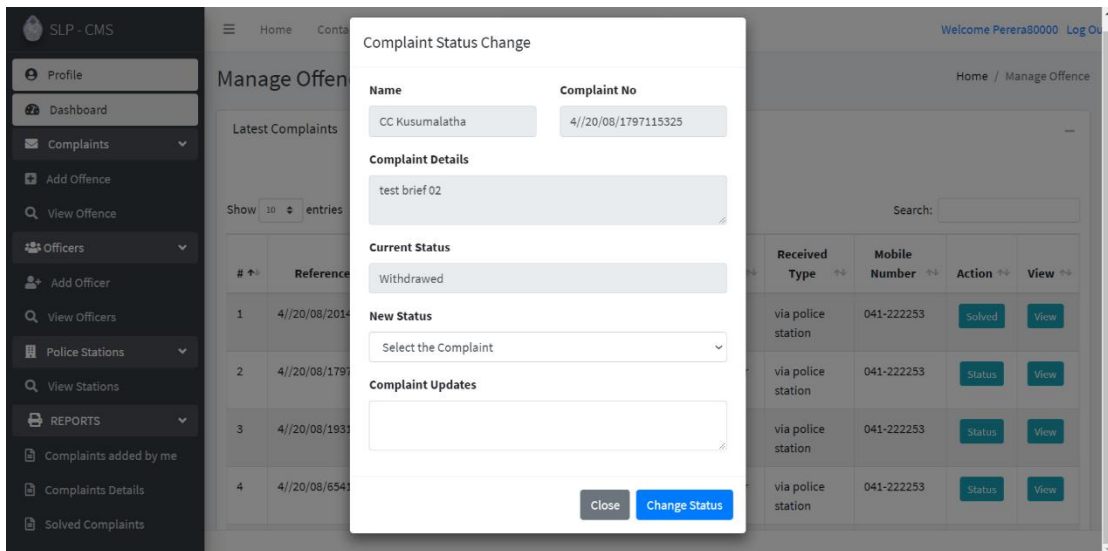 SLP - CMS
Home Conta
Welcome Perera80000 Log Ou
Profile
Dashboard
Complaints
Add Offence
View Offence
Officers
Add Officer
View Officers
Police Stations
View Stations
REPORTS
Complaints added by me
Complaints Details
Solved Complaints
Manage Offen
Home / Manage Offence
Latest Complaints
Show 10 entries
Search:
# Reference Received Type Mobile Number Action View
1 4//20/08/2014 via police station 041-222253 Solved View
2 4//20/08/1797 via police station 041-222253 Status View
3 4//20/08/1931 via police station 041-222253 Status View
4 4//20/08/6541 via police station 041-222253 Status View
Complaint Status Change
Name Complaint No
CC Kusumalatha 4//20/08/1797115325
Complaint Details
test brief 02
Current Status
Withdrawed
New Status
Select the Complaint
Complaint Updates
Close Change Status